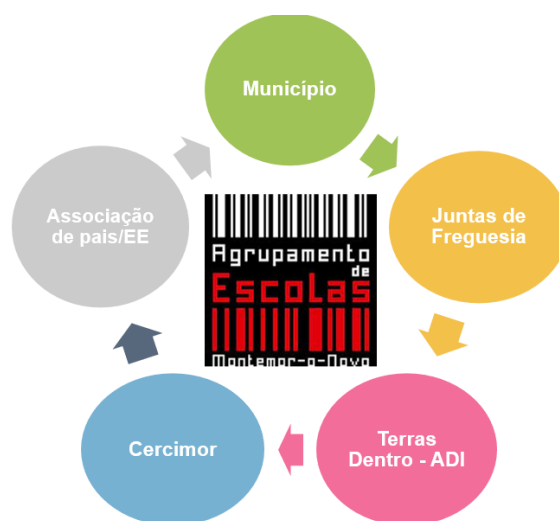 Município
Juntas de
Freguesia
Terras
Dentro - ADI
Cercimor
Associação
de pais/EE
Agrupamento
de
Escolas
Montemor-o-Novo